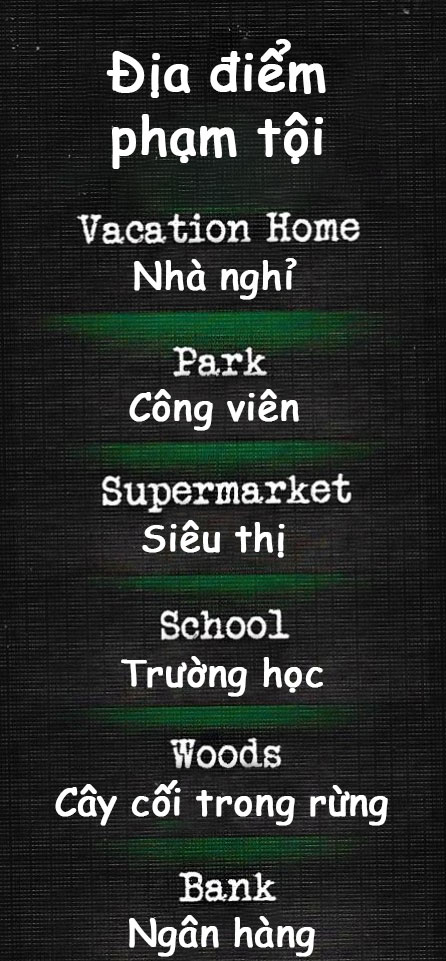 Địa điểm
phạm tội
Vacation Home
Nhà nghỉ
Park
Công viên
Supermarket
Siêu thị
School
Trường học
Woods
Cây cối trong rừng
Bank
Ngân hàng